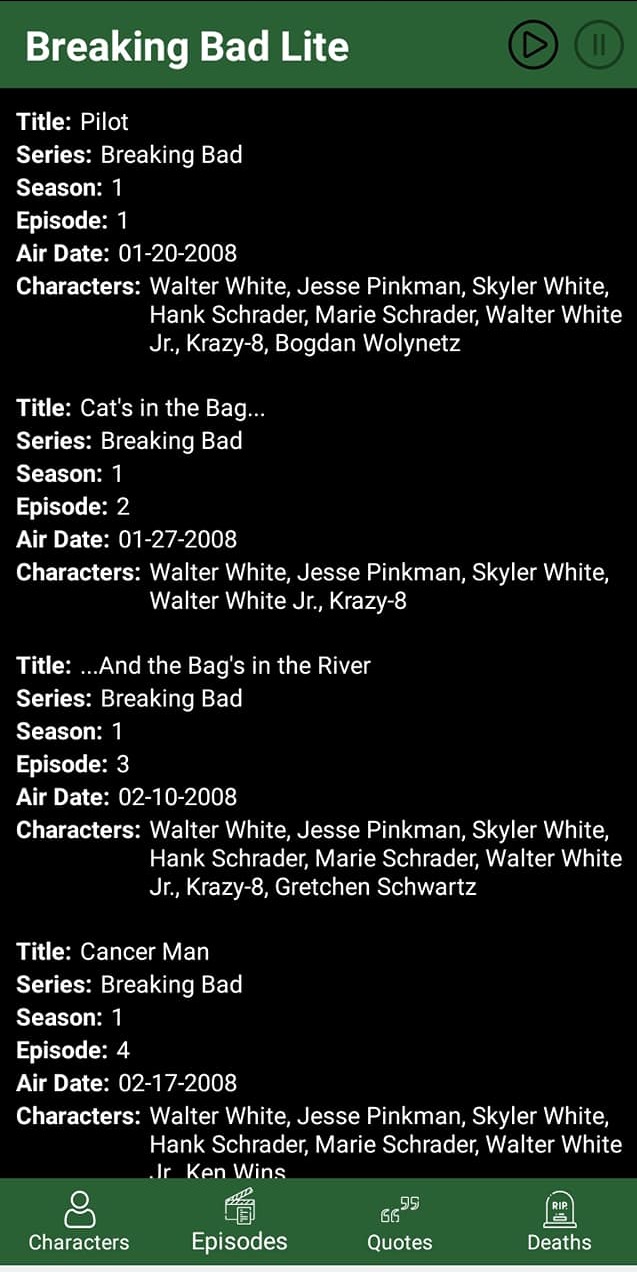 Breaking Bad Lite
Title: Pilot
Series: Breaking Bad
Season: 1
Episode: 1
Air Date: 01-20-2008
Characters: Walter White, Jesse Pinkman, Skyler White,
Hank Schrader, Marie Schrader, Walter White
Jr., Krazy-8, Bogdan Wolynetz
Title: Cat's in the Bag...
Series: Breaking Bad
Season: 1
Episode: 2
Air Date: 01-27-2008
Characters: Walter White, Jesse Pinkman, Skyler White,
Walter White Jr., Krazy-8
Title: ...And the Bag's in the River
Series: Breaking Bad
Season: 1
Episode: 3
Air Date: 02-10-2008
Characters: Walter White, Jesse Pinkman, Skyler White,
Hank Schrader, Marie Schrader, Walter White
Jr., Krazy-8, Gretchen Schwartz
Title: Cancer Man
Series: Breaking Bad
Season: 1
Episode: 4
Air Date: 02-17-2008
Characters: Walter White, Jesse Pinkman, Skyler White,
Hank Schrader, Marie Schrader, Walter White
Jr., Ken Wins
RIP
Characters Episodes Quotes Deaths